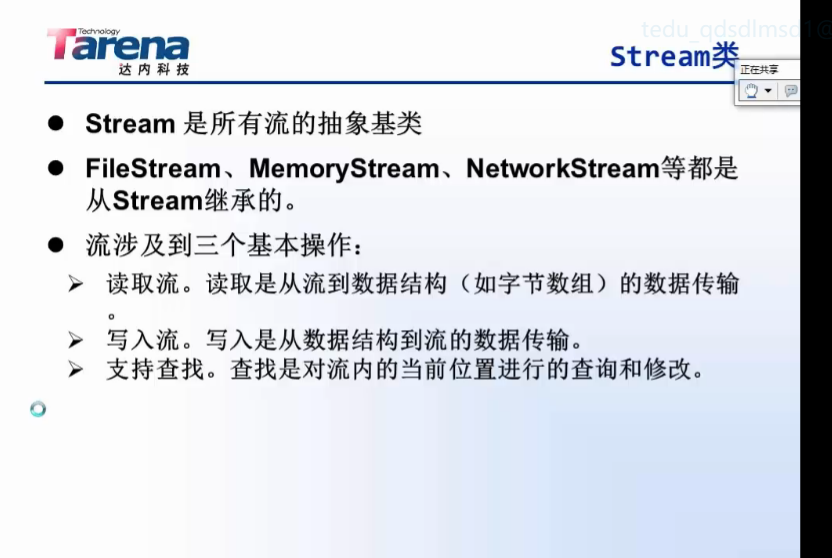 tedu_qdsdlmsd1@
Technology
Tarena
达内科技
Stream类
正在共享
● Stream 是所有流的抽象基类
● FileStream、MemoryStream、NetworkStream等都是
从Stream继承的。
● 流涉及到三个基本操作：
➢ 读取流。读取是从流到数据结构（如字节数组）的数据传输
。
➢ 写入流。写入是从数据结构到流的数据传输。
➢ 支持查找。查找是对流内的当前位置进行的查询和修改。